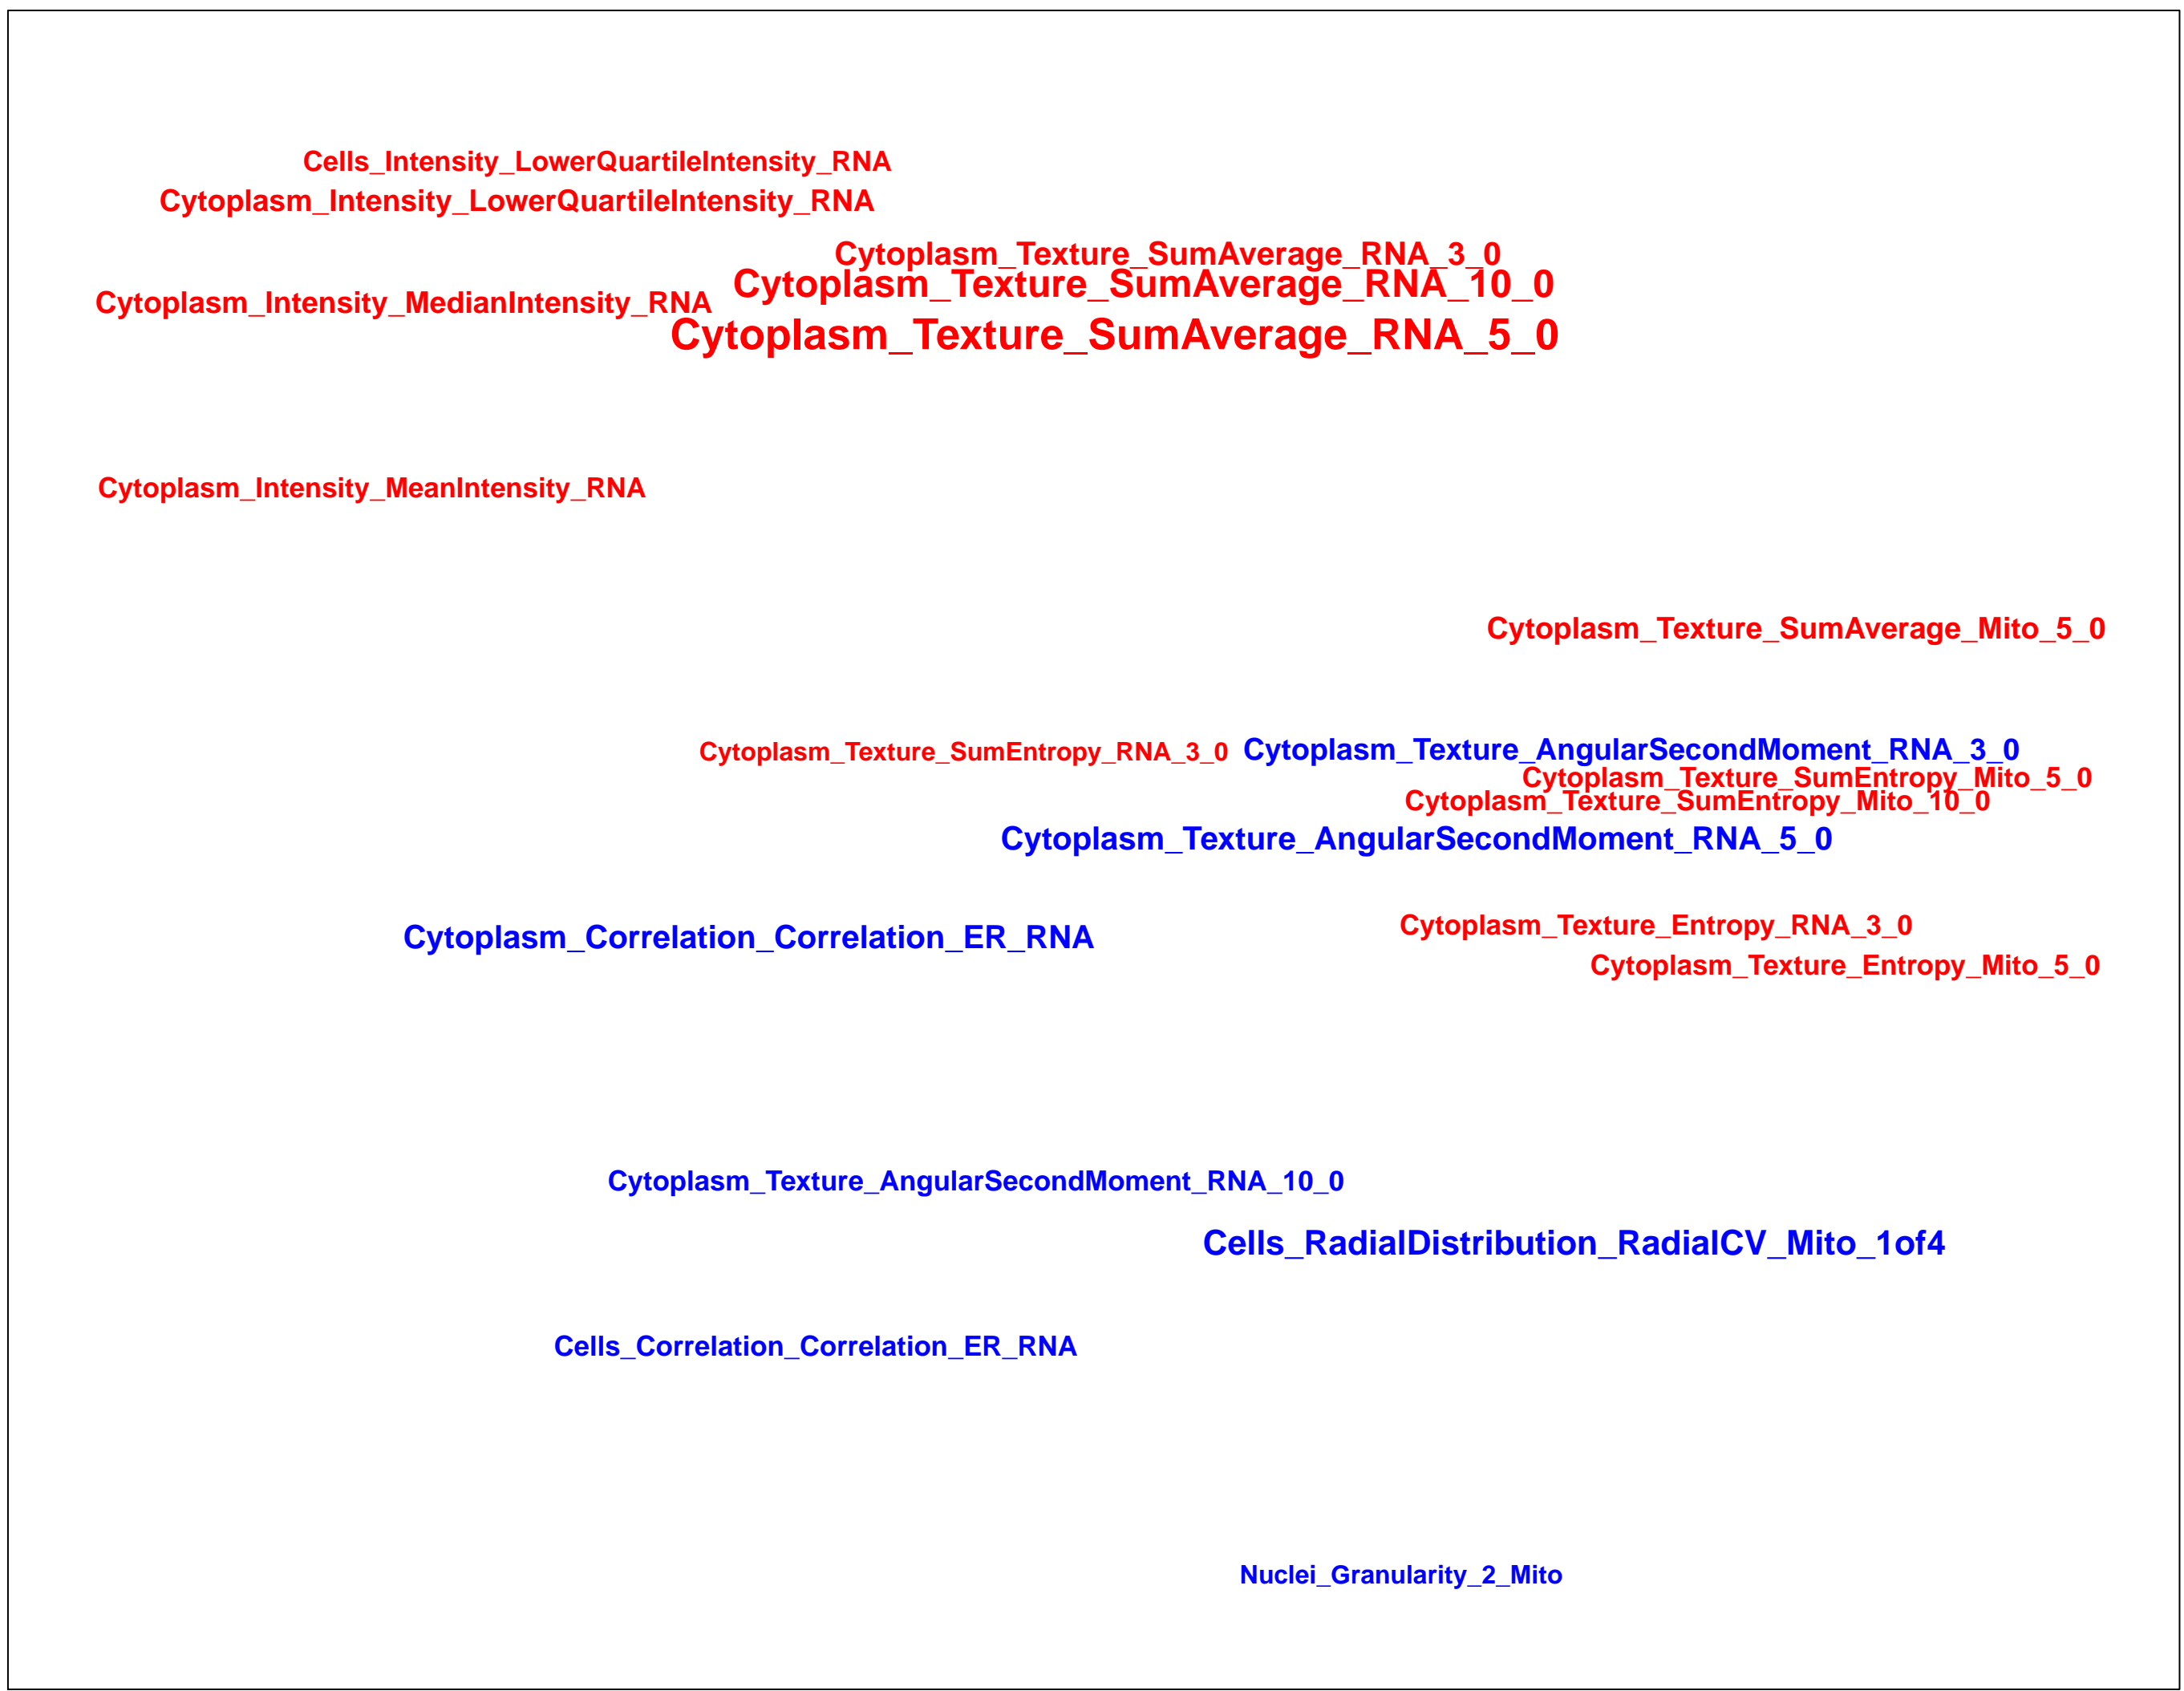 Cells_Intensity_LowerQuartileIntensity_RNA
Cytoplasm_Intensity_LowerQuartileIntensity_RNA
Cytoplasm_Texture_SumAverage_RNA_3_0
Cytoplasm_Texture_SumAverage_RNA_10_0
Cytoplasm_Intensity_MedianIntensity_RNA
Cytoplasm_Texture_SumAverage_RNA_5_0
Cytoplasm_Intensity_MeanIntensity_RNA
Cytoplasm_Texture_SumAverage_Mito_5_0
Cytoplasm_Texture_SumEntropy_RNA_3_0
Cytoplasm_Texture_AngularSecondMoment_RNA_3_0
Cytoplasm_Texture_SumEntropy_Mito_5_0
Cytoplasm_Texture_SumEntropy_Mito_10_0
Cytoplasm_Texture_AngularSecondMoment_RNA_5_0
Cytoplasm_Texture_Entropy_RNA_3_0
Cytoplasm_Correlation_Correlation_ER_RNA
Cytoplasm_Texture_Entropy_Mito_5_0
Cytoplasm_Texture_AngularSecondMoment_RNA_10_0
Cells_RadialDistribution_RadialCV_Mito_1of4
Cells_Correlation_Correlation_ER_RNA
Nuclei_Granularity_2_Mito